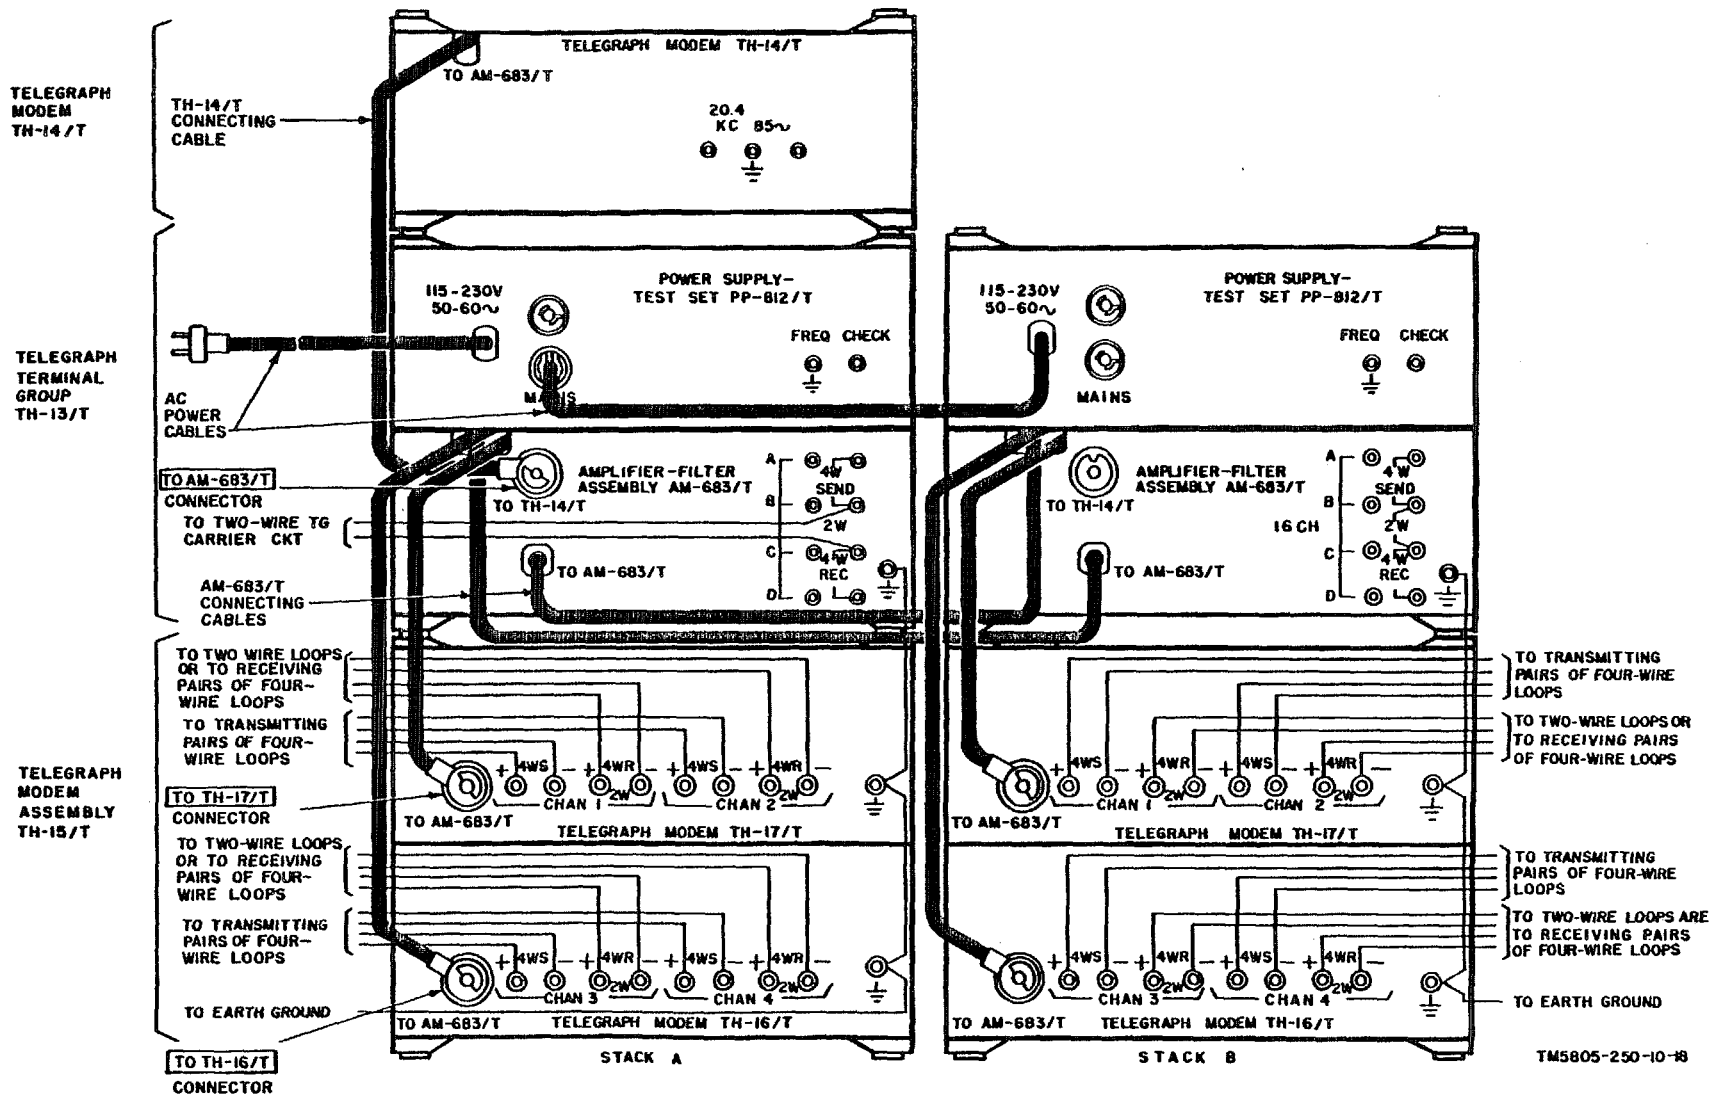 TELEGRAPH
MODEM
TH-14/T
TH-14/T
CONNECTING
CABLE
TELEGRAPH MODEM TH-14/T
TO AM-683/T
20.4
KC 85~
TELEGRAPH
TERMINAL
GROUP
TH-13/T
AC
POWER
CABLES
115-230V
50-60~
POWER SUPPLY-
TEST SET PP-812/T
FREQ CHECK
MAINS
115-230V
50-60~
POWER SUPPLY-
TEST SET PP-812/T
FREQ CHECK
MAINS
TO AM-683/T
CONNECTOR
TO TWO-WIRE TG
CARRIER CKT
AM-683/T
CONNECTING
CABLES
AMPLIFIER-FILTER
ASSEMBLY AM-683/T
TO TH-14/T
TO AM-683/T
A
4W
SEND
B
2W
C
4W
REC
D
AMPLIFIER-FILTER
ASSEMBLY AM-683/T
TO TH-14/T
16 CH
TO AM-683/T
A
4W
SEND
B
2W
C
4W
REC
D
TELEGRAPH
MODEM
ASSEMBLY
TH-15/T
TO TWO WIRE LOOPS
OR TO RECEIVING
PAIRS OF FOUR-
WIRE LOOPS
TO TRANSMITTING
PAIRS OF FOUR-
WIRE LOOPS
TO TH-17/T
CONNECTOR
+ 4WS - + 4WR - + 4WS - + 4WR -
CHAN 1 2W CHAN 2 2W
TO AM-683/T
TELEGRAPH MODEM TH-17/T
+ 4WS - + 4WR - + 4WS - + 4WR -
CHAN 1 2W CHAN 2 2W
TO AM-683/T
TELEGRAPH MODEM TH-17/T
TO TRANSMITTING
PAIRS OF FOUR-WIRE
LOOPS
TO TWO-WIRE LOOPS OR
TO RECEIVING PAIRS
OF FOUR-WIRE LOOPS
TO TWO-WIRE LOOPS
OR TO RECEIVING
PAIRS OF FOUR-
WIRE LOOPS
TO TRANSMITTING
PAIRS OF FOUR-
WIRE LOOPS
TO EARTH GROUND
TO TH-16/T
CONNECTOR
+ 4WS - + 4WR - + 4WS - + 4WR -
CHAN 3 2W CHAN 4 2W
TO AM-683/T
TELEGRAPH MODEM TH-16/T
STACK A
+ 4WS - + 4WR - + 4WS - + 4WR -
CHAN 3 2W CHAN 4 2W
TO AM-683/T
TELEGRAPH MODEM TH-16/T
STACK B
TO TRANSMITTING
PAIRS OF FOUR-WIRE
LOOPS
TO TWO-WIRE LOOPS ARE
TO RECEIVING PAIRS
OF FOUR-WIRE LOOPS
TO EARTH GROUND
TM5805-250-10-18